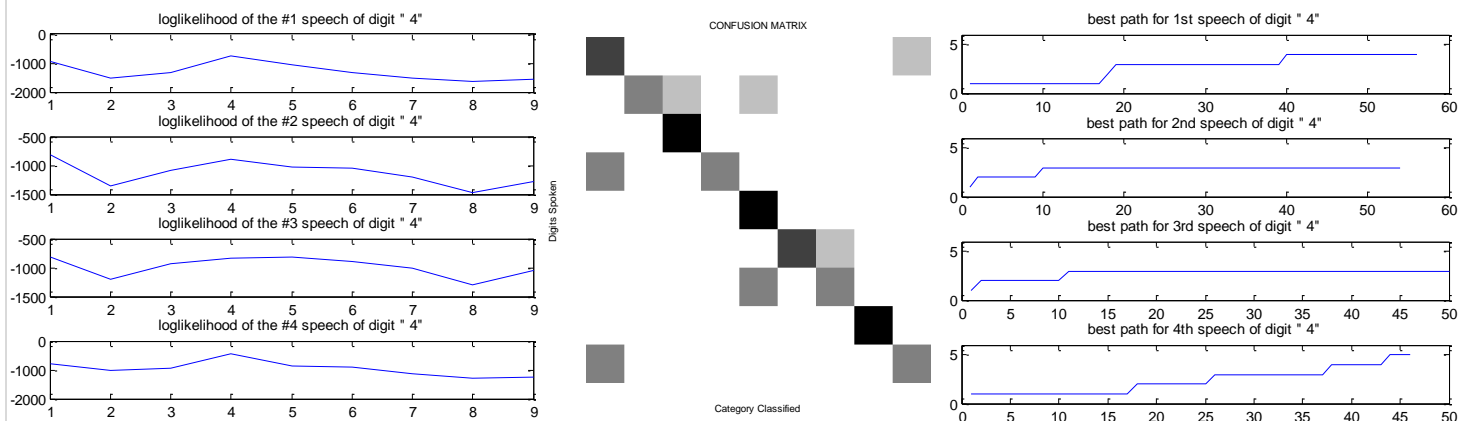 loglikelihood of the #1 speech of digit " 4"
0
-1000
-2000
1 2 3 4 5 6 7 8 9
loglikelihood of the #2 speech of digit " 4"
-500
-1000
-1500
1 2 3 4 5 6 7 8 9
loglikelihood of the #3 speech of digit " 4"
-500
-1000
-1500
1 2 3 4 5 6 7 8 9
loglikelihood of the #4 speech of digit " 4"
0
-1000
-2000
1 2 3 4 5 6 7 8 9
CONFUSION MATRIX
Digits Spoken
Category Classified
best path for 1st speech of digit " 4"
5
0
0 10 20 30 40 50 60
best path for 2nd speech of digit " 4"
5
0
0 10 20 30 40 50 60
best path for 3rd speech of digit " 4"
5
0
0 5 10 15 20 25 30 35 40 45 50
best path for 4th speech of digit " 4"
5
0
0 5 10 15 20 25 30 35 40 45 50